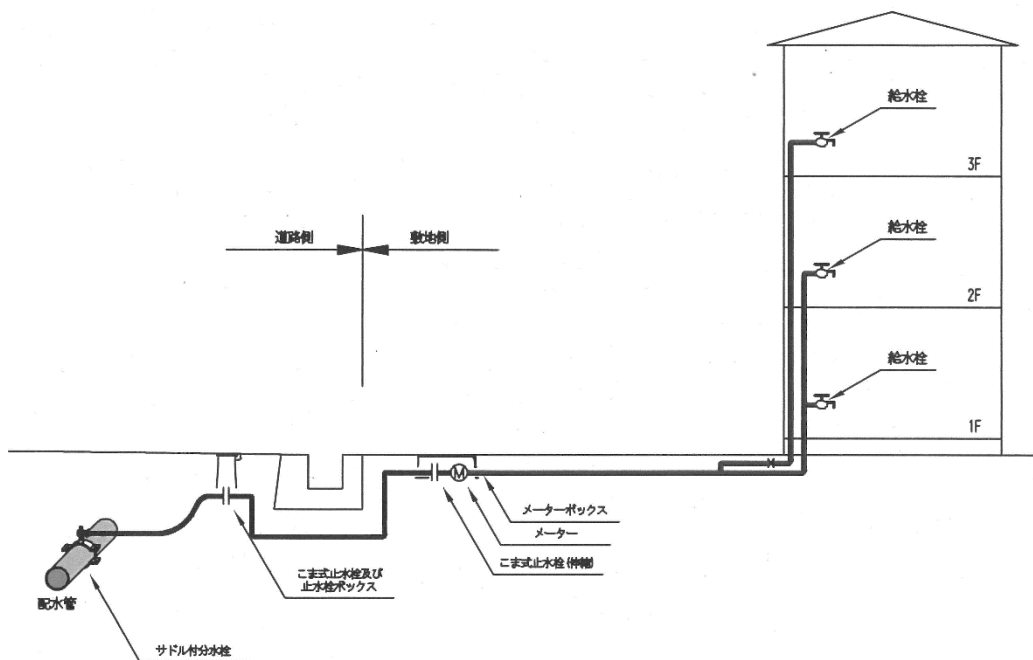 給水栓
3F
道路側
敷地側
給水栓
2F
給水栓
1F
M
メーターボックス
メーター
こま式止水栓(伸縮)
こま式止水栓及び
止水栓ボックス
配水管
サドル付分水栓